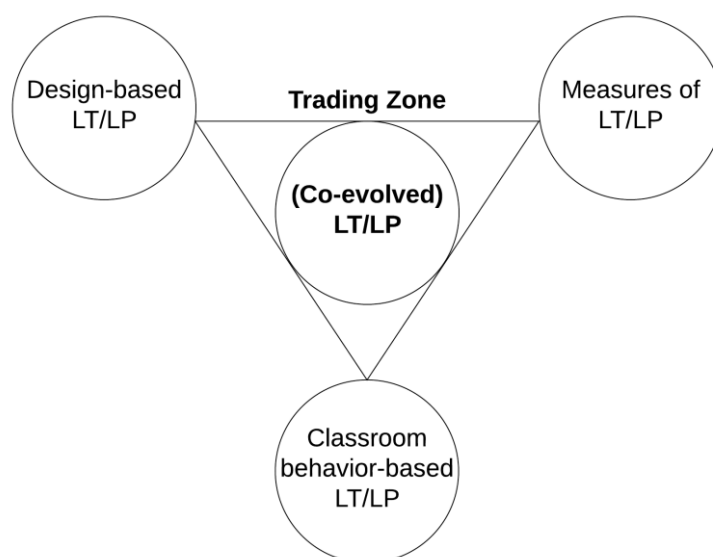 Design-based
LT/LP
Trading Zone
Measures of
LT/LP
(Co-evolved)
LT/LP
Classroom
behavior-based
LT/LP